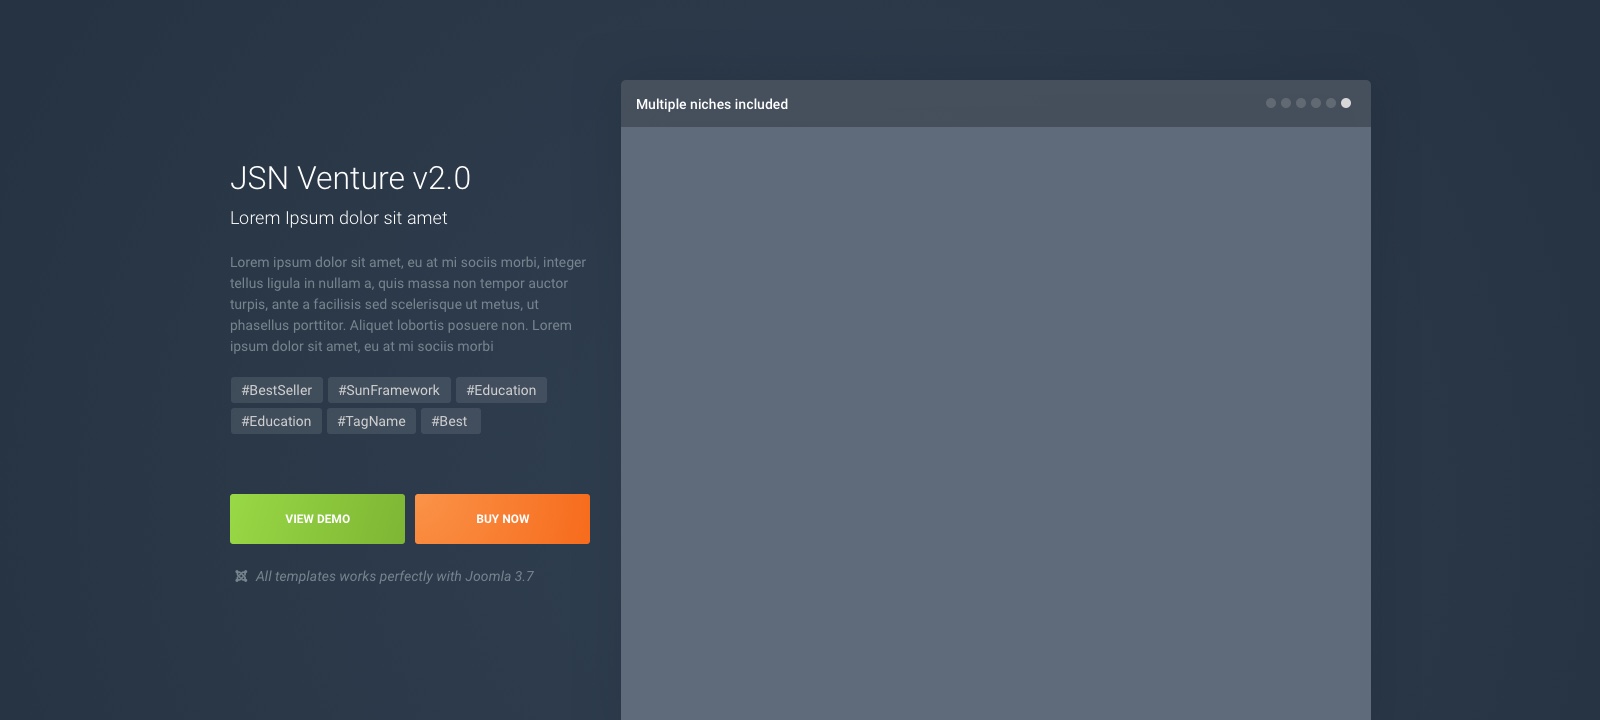 Multiple niches included
JSN Venture v2.0
Lorem Ipsum dolor sit amet
Lorem ipsum dolor sit amet, eu at mi sociis morbi, integer
tellus ligula in nullam a, quis massa non tempor auctor
turpis, ante a facilisis sed scelerisque ut metus, ut
phasellus porttitor. Aliquet lobortis posuere non. Lorem
ipsum dolor sit amet, eu at mi sociis morbi
#BestSeller #SunFramework #Education
#Education #TagName #Best
VIEW DEMO BUY NOW
All templates works perfectly with Joomla 3.7